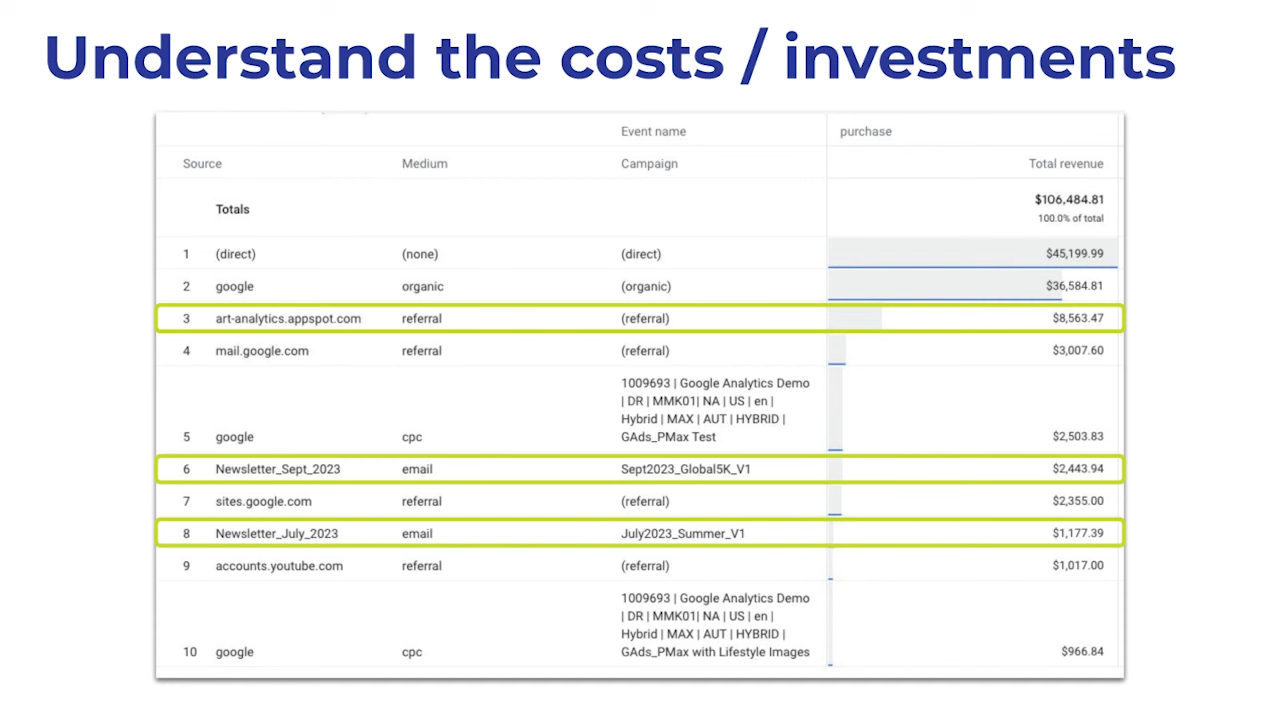 Understand the costs / investments
Event name purchase
Source Medium Campaign Total revenue
Totals $106,484.81
100.0% of total
1 (direct) (none) (direct) $45,199.99
2 google organic (organic) $36,584.81
3 art-analytics.appspot.com referral (referral) $8,563.47
4 mail.google.com referral (referral) $3,007.60
1009693 | Google Analytics Demo
| DR | MMK01| NA | US | en |
Hybrid | MAX | AUT | HYBRID |
5 google cpc GAds_PMax Test $2,503.83
6 Newsletter_Sept_2023 email Sept2023_Global5K_V1 $2,443.94
7 sites.google.com referral (referral) $2,355.00
8 Newsletter_July_2023 email July2023_Summer_V1 $1,177.39
9 accounts.youtube.com referral (referral) $1,017.00
1009693 | Google Analytics Demo
| DR | MMK01| NA | US | en |
Hybrid | MAX | AUT | HYBRID |
10 google cpc GAds_PMax with Lifestyle Images $966.84